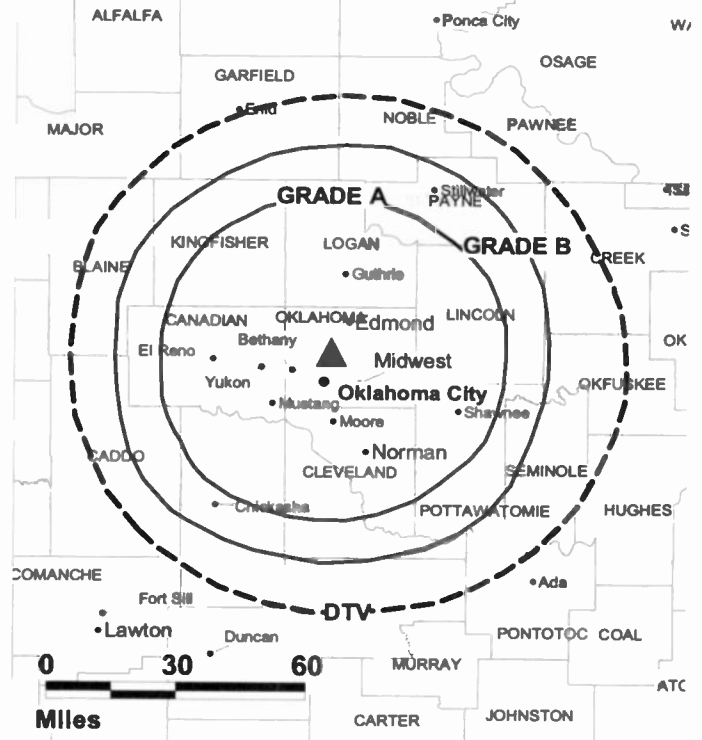 ALFALFA
Ponca City
OSAGE
GARFIELD
Enid
NOBLE
PAWNEE
MAJOR
GRADE A
Stillwater
PAYNE
KINGFISHER
LOGAN
GRADE B
BLAINE
CREEK
Guthrie
CANADIAN
OKLAHOMA
Edmond
LINCOLN
Bethany
El Reno
Midwest
OK
Yukon
Oklahoma City
OKFUSKEE
Mustang
Moore
Shawnee
Norman
CADDO
CLEVELAND
SEMINOLE
Chickasha
POTTAWATOMIE
HUGHES
COMANCHE
Ada
Fort Sill
DTV
Lawton
Duncan
PONTOTOC COAL
0 30 60
MURRAY
Miles
CARTER
JOHNSTON